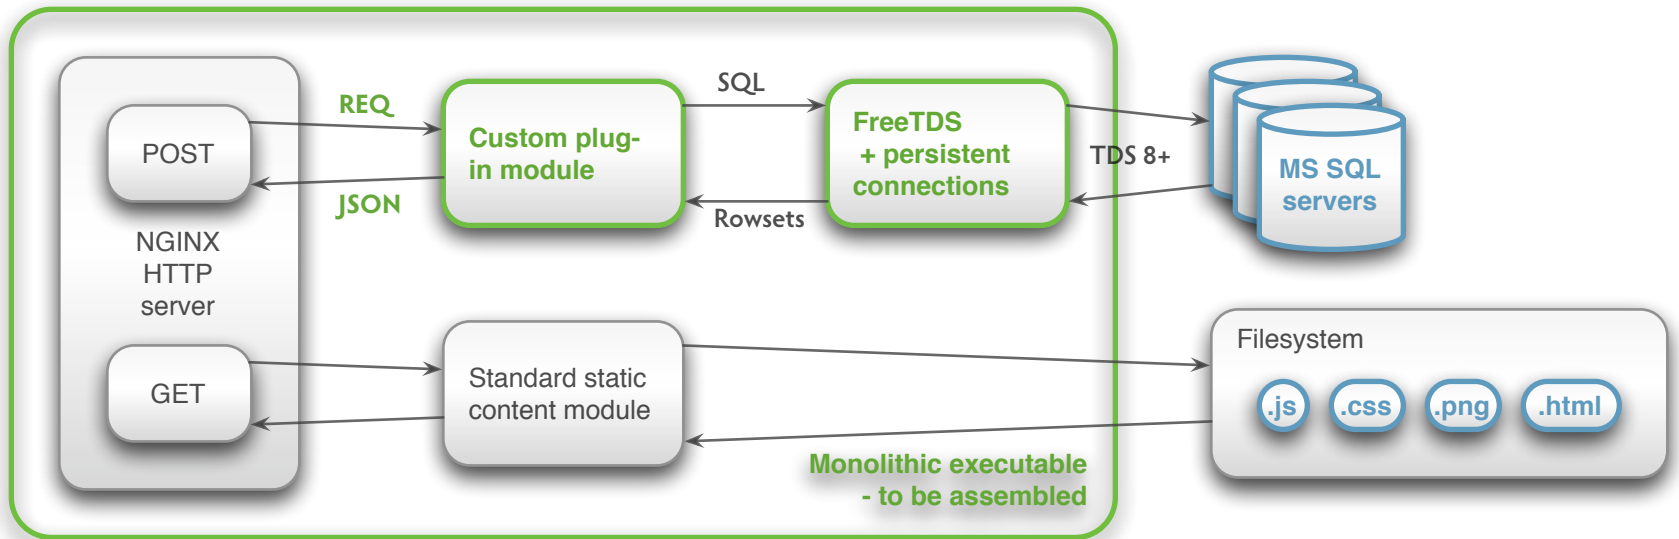 REQ
SQL
POST
Custom plug-
in module
FreeTDS
+ persistent
connections
TDS 8+
MS SQL
servers
JSON
Rowsets
NGINX
HTTP
server
GET
Standard static
content module
Filesystem
.js
.css
.png
.html
Monolithic executable
- to be assembled